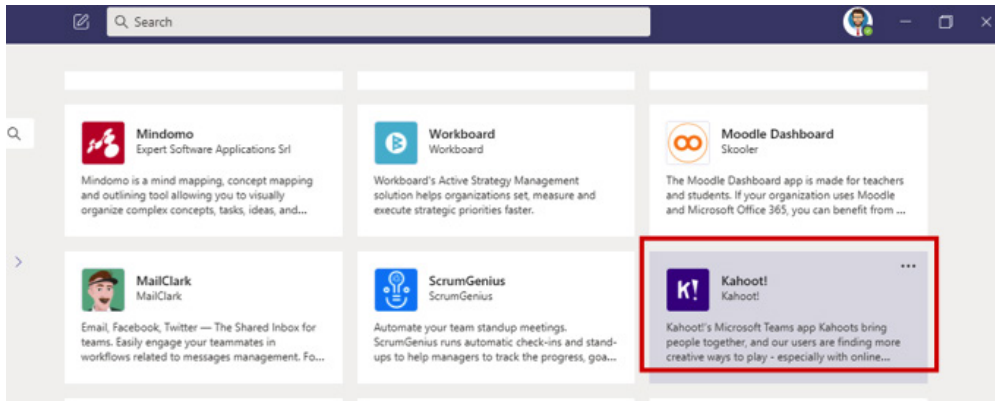 Search
Mindomo
Expert Software Applications Srl
Mindomo is a mind mapping, concept mapping
and outlining tool allowing you to visually
organize complex concepts, tasks, ideas, and...
Workboard
Workboard
Workboard's Active Strategy Management
solution helps organizations set, measure and
execute strategic priorities faster.
Moodle Dashboard
Skooler
The Moodle Dashboard app is made for teachers
and students. If your organization uses Moodle
and Microsoft Office 365, you can benefit from ...
MailClark
MailClark
Email, Facebook, Twitter — The Shared Inbox for
teams. Easily engage your teammates in
workflows related to messages management. Fo...
ScrumGenius
ScrumGenius
Automate your team standup meetings.
ScrumGenius runs automatic check-ins and stand-
ups to help managers to track the progress, goa...
K!
Kahoot!
Kahoot!
Kahoot!'s Microsoft Teams app Kahoots bring
people together, and our users are finding more
creative ways to play - especially with online...